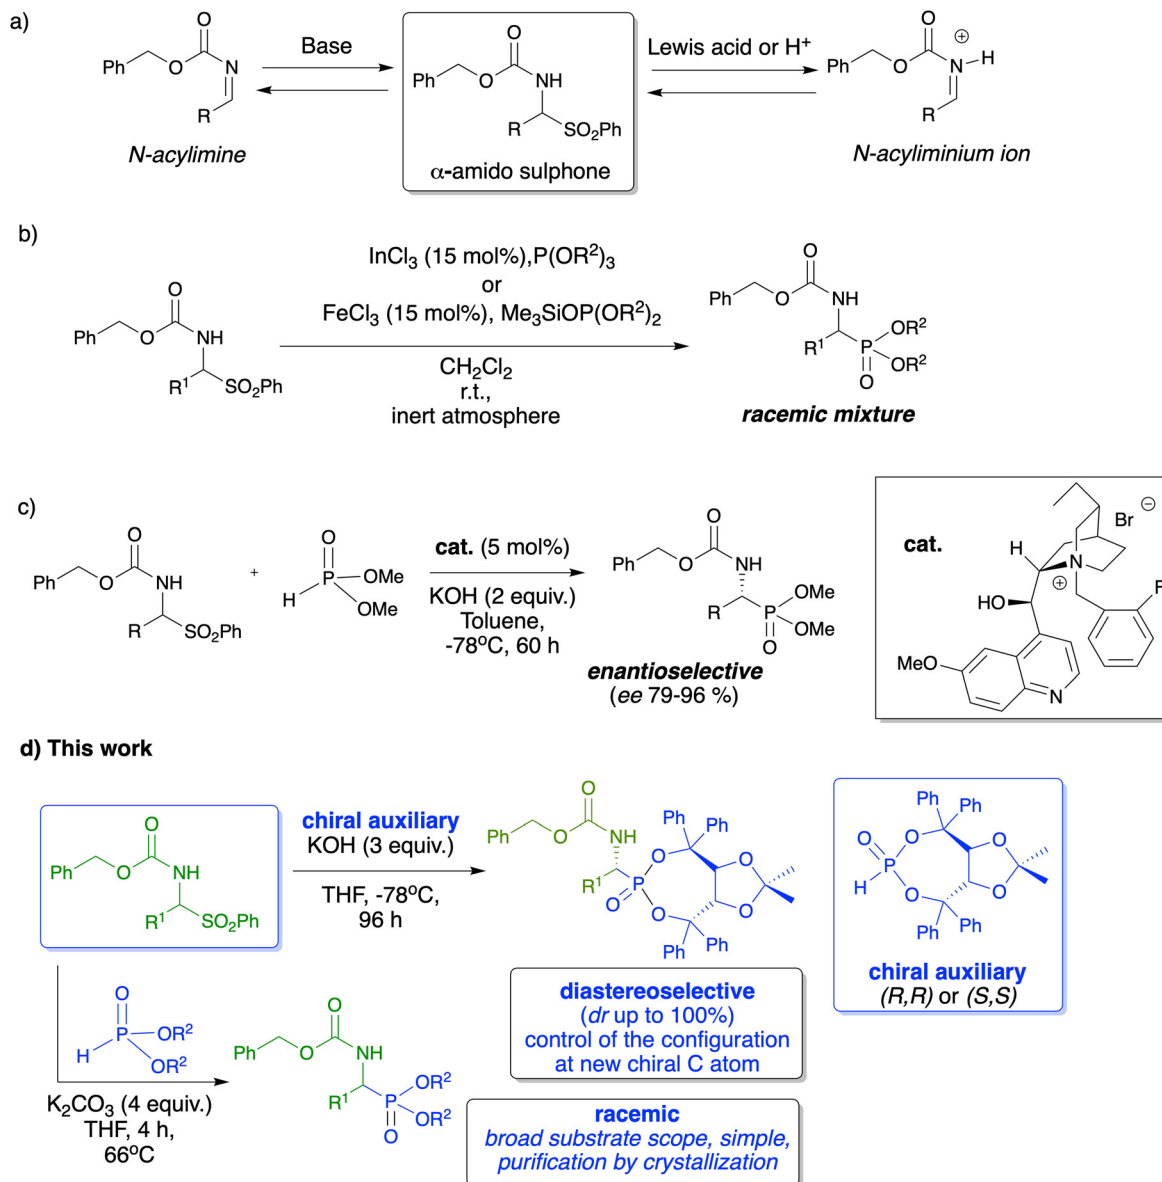 a)
Ph
O
O
N
R
N-acylimine
Base
Ph
O
O
NH
R
SO₂Ph
α-amido sulphone
Lewis acid or H⁺
Ph
O
O
N
⊕
H
R
N-acyliminium ion
b)
Ph
O
O
NH
R¹
SO₂Ph
InCl₃ (15 mol%),P(OR²)₃
or
FeCl₃ (15 mol%), Me₃SiOP(OR²)₂
CH₂Cl₂
r.t.,
inert atmosphere
Ph
O
O
NH
R¹
P
OR²
OR²
O
racemic mixture
c)
Ph
O
O
NH
R
SO₂Ph
+
O
H
P
OMe
OMe
cat. (5 mol%)
KOH (2 equiv.)
Toluene,
-78ºC, 60 h
Ph
O
O
NH
R
P
OMe
OMe
O
enantioselective
(ee 79-96 %)
cat.
Br
⊖
H
N
⊕
HO
F
MeO
N
d) This work
Ph
O
O
NH
R¹
SO₂Ph
chiral auxiliary
KOH (3 equiv.)
THF, -78ºC,
96 h
Ph
O
O
NH
R¹
P
O
O
O
Ph
Ph
O
O
Ph
Ph
diastereoselective
(dr up to 100%)
control of the configuration
at new chiral C atom
Ph
Ph
O
O
P
H
O
O
O
Ph
Ph
chiral auxiliary
(R,R) or (S,S)
O
H
P
OR²
OR²
K₂CO₃ (4 equiv.)
THF, 4 h,
66ºC
Ph
O
O
NH
R¹
P
OR²
OR²
O
racemic
broad substrate scope, simple,
purification by crystallization